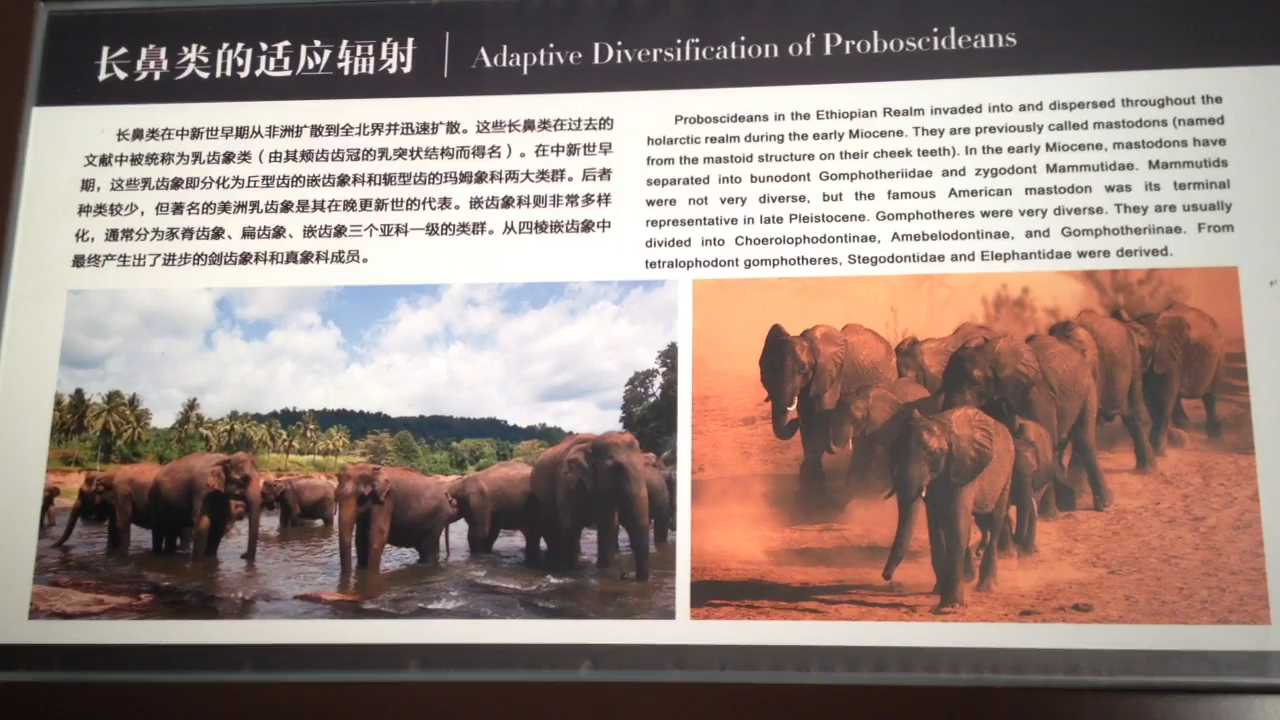 长鼻类的适应辐射 | Adaptive Diversification of Proboscideans
长鼻类在中新世早期从非洲扩散到全北界并迅速扩散。这些长鼻类在过去的
文献中被统称为乳齿象类（由其颊齿齿冠的乳突状结构而得名）。在中新世早
期，这些乳齿象即分化为丘型齿的嵌齿象科和轭型齿的玛姆象科两大类群。后者
种类较少，但著名的美洲乳齿象是其在晚更新世的代表。嵌齿象科则非常多样
化，通常分为豕脊齿象、扁齿象、嵌齿象三个亚科一级的类群。从四棱嵌齿象中
最终产生出了进步的剑齿象科和真象科成员。
Proboscideans in the Ethiopian Realm invaded into and dispersed throughout the
holarctic realm during the early Miocene. They are previously called mastodons (named
from the mastoid structure on their cheek teeth). In the early Miocene, mastodons have
separated into bunodont Gomphotheriidae and zygodont Mammutidae. Mammutids
were not very diverse, but the famous American mastodon was its terminal
representative in late Pleistocene. Gomphotheres were very diverse. They are usually
divided into Choerolophodontinae, Amebelodontinae, and Gomphotheriinae. From
tetralophodont gomphotheres, Stegodontidae and Elephantidae were derived.